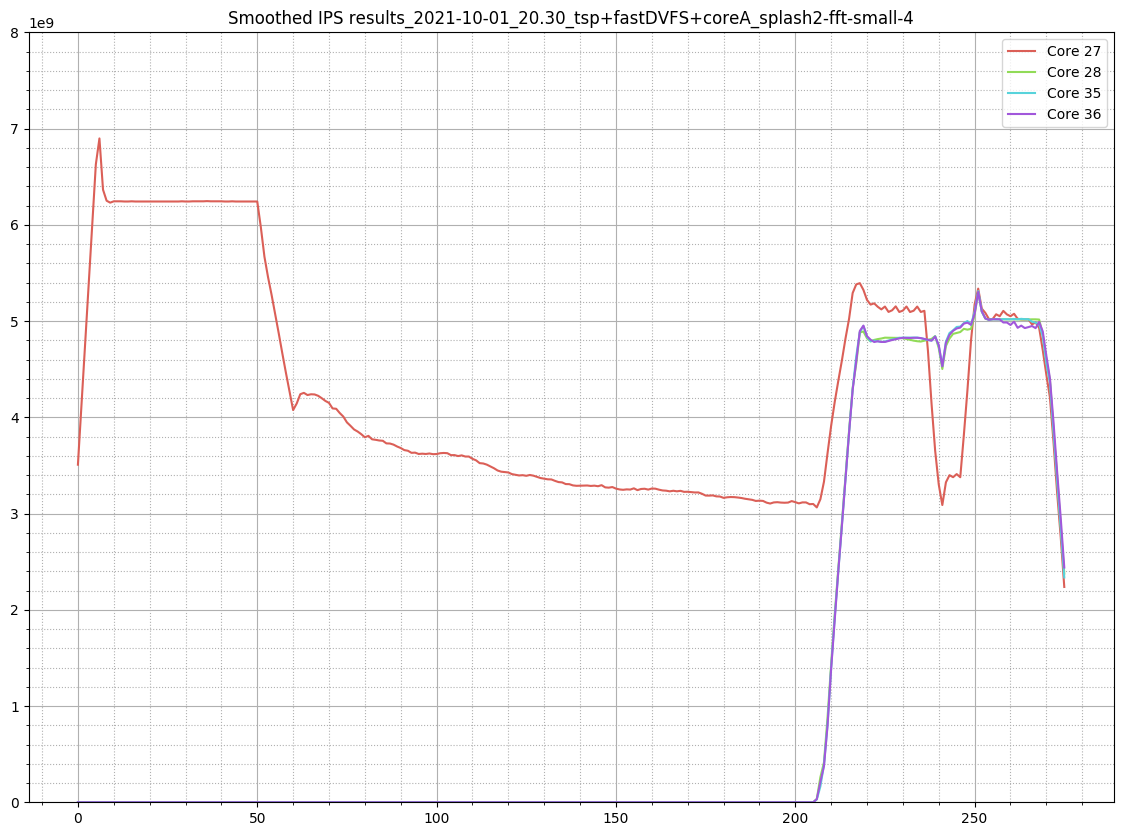 Smoothed IPS results_2021-10-01_20.30_tsp+fastDVFS+coreA_splash2-fft-small-4
1e9
8
7
6
5
4
3
2
1
0
0 50 100 150 200 250
Core 27
Core 28
Core 35
Core 36